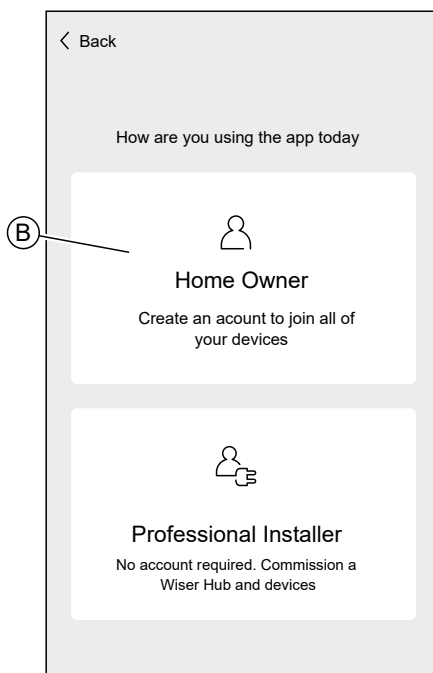 Back
How are you using the app today
B
Home Owner
Create an acount to join all of
your devices
Professional Installer
No account required. Commission a
Wiser Hub and devices